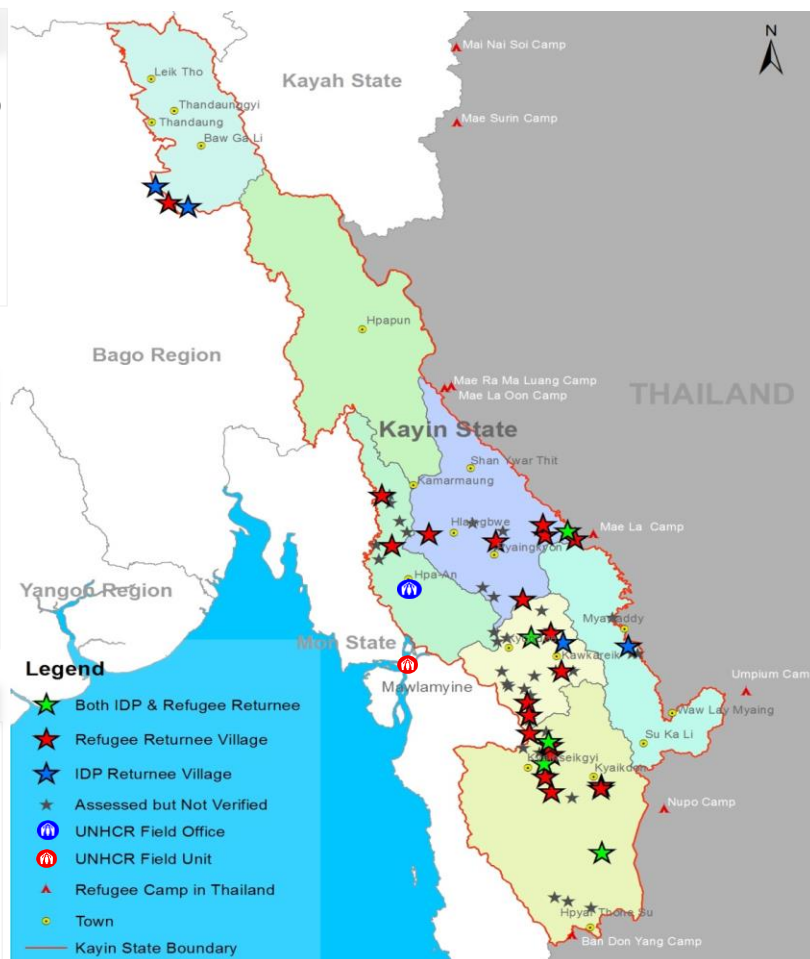 N
Mai Nai Soi Camp
Leik Tho
Kayah State
Thandaunggyi
Thandaung
Mae Surin Camp
Baw Ga Li
Hpapun
Bago Region
Mae Ra Ma Luang Camp
THAILAND
Mae La Oon Camp
Kayin State
Shan Ywar Thit
Kamarmaung
Hlaingbwe
Mae La Camp
Hpa-An
Yangon Region
Mon State
Kawkareik
Umpium Camp
Mawlamyine
Waw Lay Myaing
Su Ka Li
Kyaikdon
Nupo Camp
Hpyar Thone Su
Ban Don Yang Camp
Legend
Both IDP & Refugee Returnee
Refugee Returnee Village
IDP Returnee Village
Assessed but Not Verified
UNHCR Field Office
UNHCR Field Unit
Refugee Camp in Thailand
Town
Kayin State Boundary